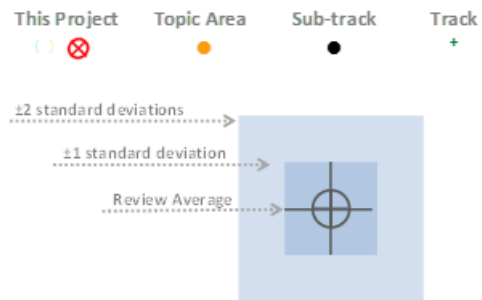 This Project Topic Area Sub-track Track
±2 standard deviations
±1 standard deviation
Review Average